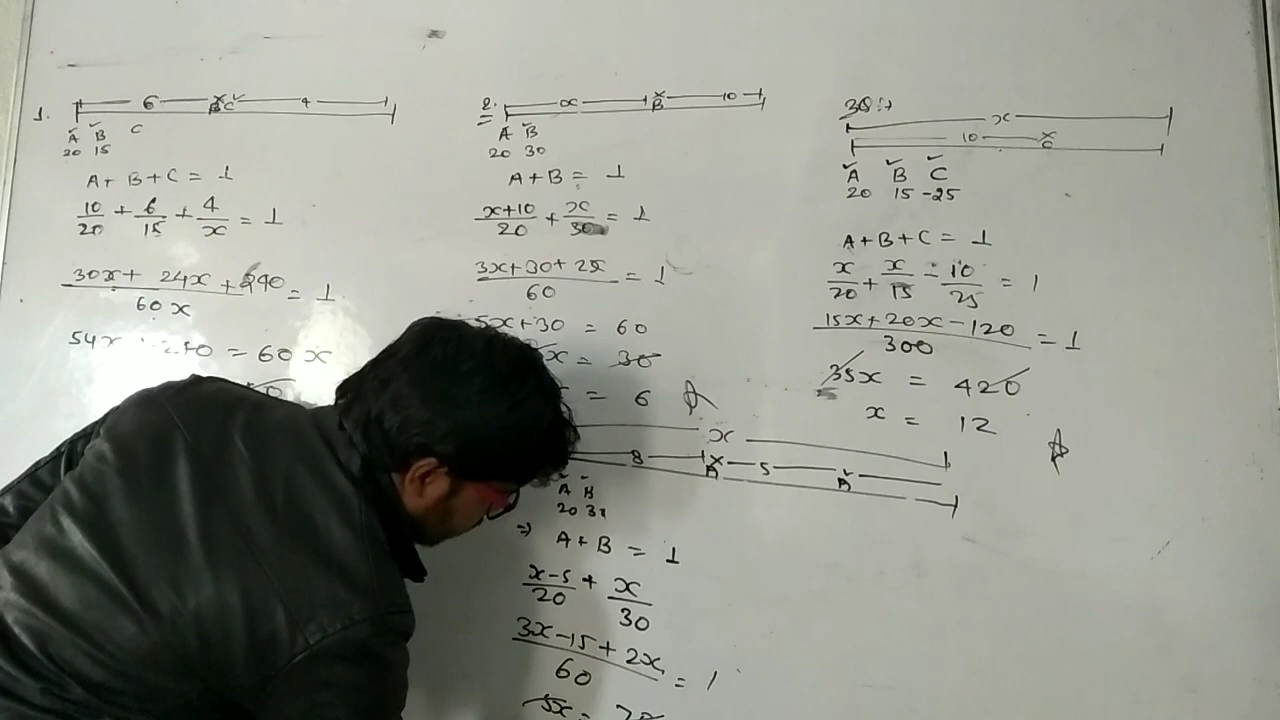 1.
6 × B C ✓ 4
A ✓ B ✓ C
20 15
A + B + C = 1
10/20 + 6/15 + 4/x = 1
30x + 24x + 240 / 60x = 1
54x 240 = 60x
2.
x × B 10
A B ✓
20 30
A + B = 1
x+10/20 + x/30 = 1
3x + 30 + 2x / 60 = 1
5x + 30 = 60
x = 30
= 6 A
x
8 × 5 ✓ A
A ✓ B ✓
20
⇒ A + B = 1
x-5/20 + x/30
3x - 15 + 2x / 60 = 1
5x =
x
10 × C
A ✓ B ✓ C ✓
20 15 -25
A + B + C = 1
x/20 + x/15 - 10/25 = 1
15x + 20x - 120 / 300 = 1
35x = 420
x = 12 A